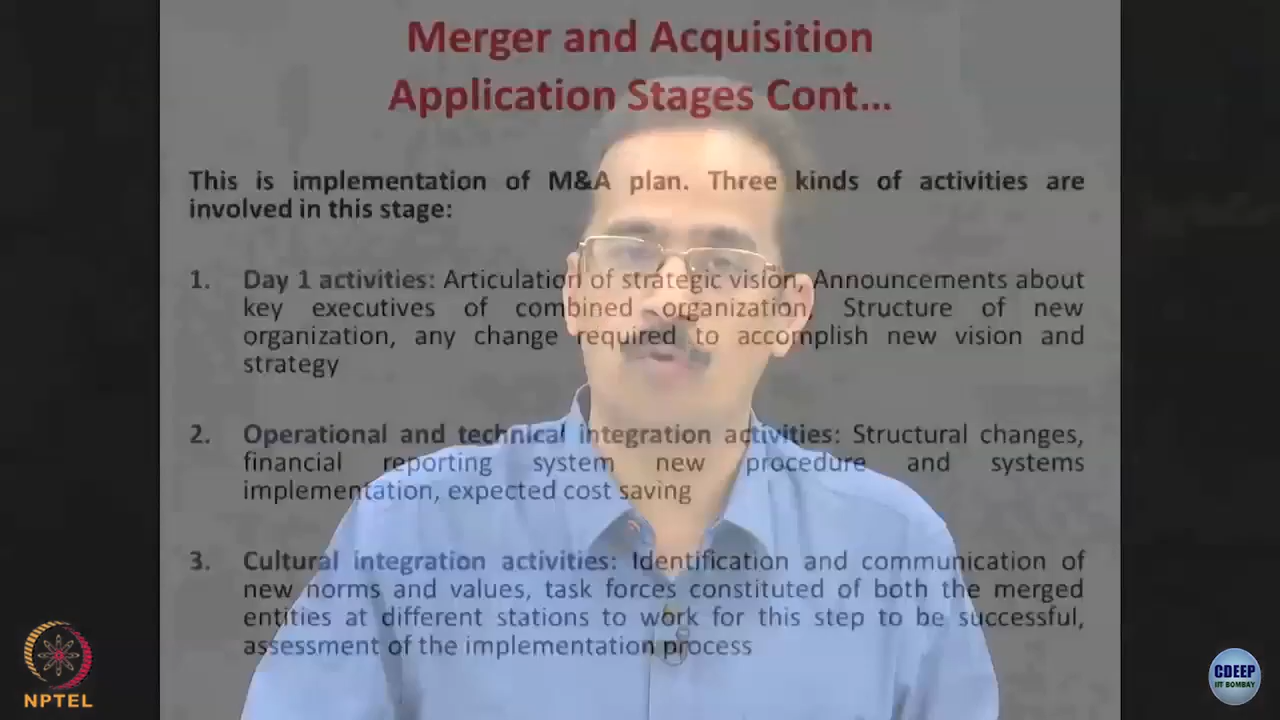 Merger and Acquisition
Application Stages Cont...
This is implementation of M&A plan. Three kinds of activities are
involved in this stage:
1. Day 1 activities: Articulation of strategic vision, Announcements about
key executives of combined organization, Structure of new
organization, any change required to accomplish new vision and
strategy
2. Operational and technical integration activities: Structural changes,
financial reporting system new procedure and systems
implementation, expected cost saving
3. Cultural integration activities: Identification and communication of
new norms and values, task forces constituted of both the merged
entities at different stations to work for this step to be successful,
assessment of the implementation process
NPTEL
CDEEP
IIT BOMBAY